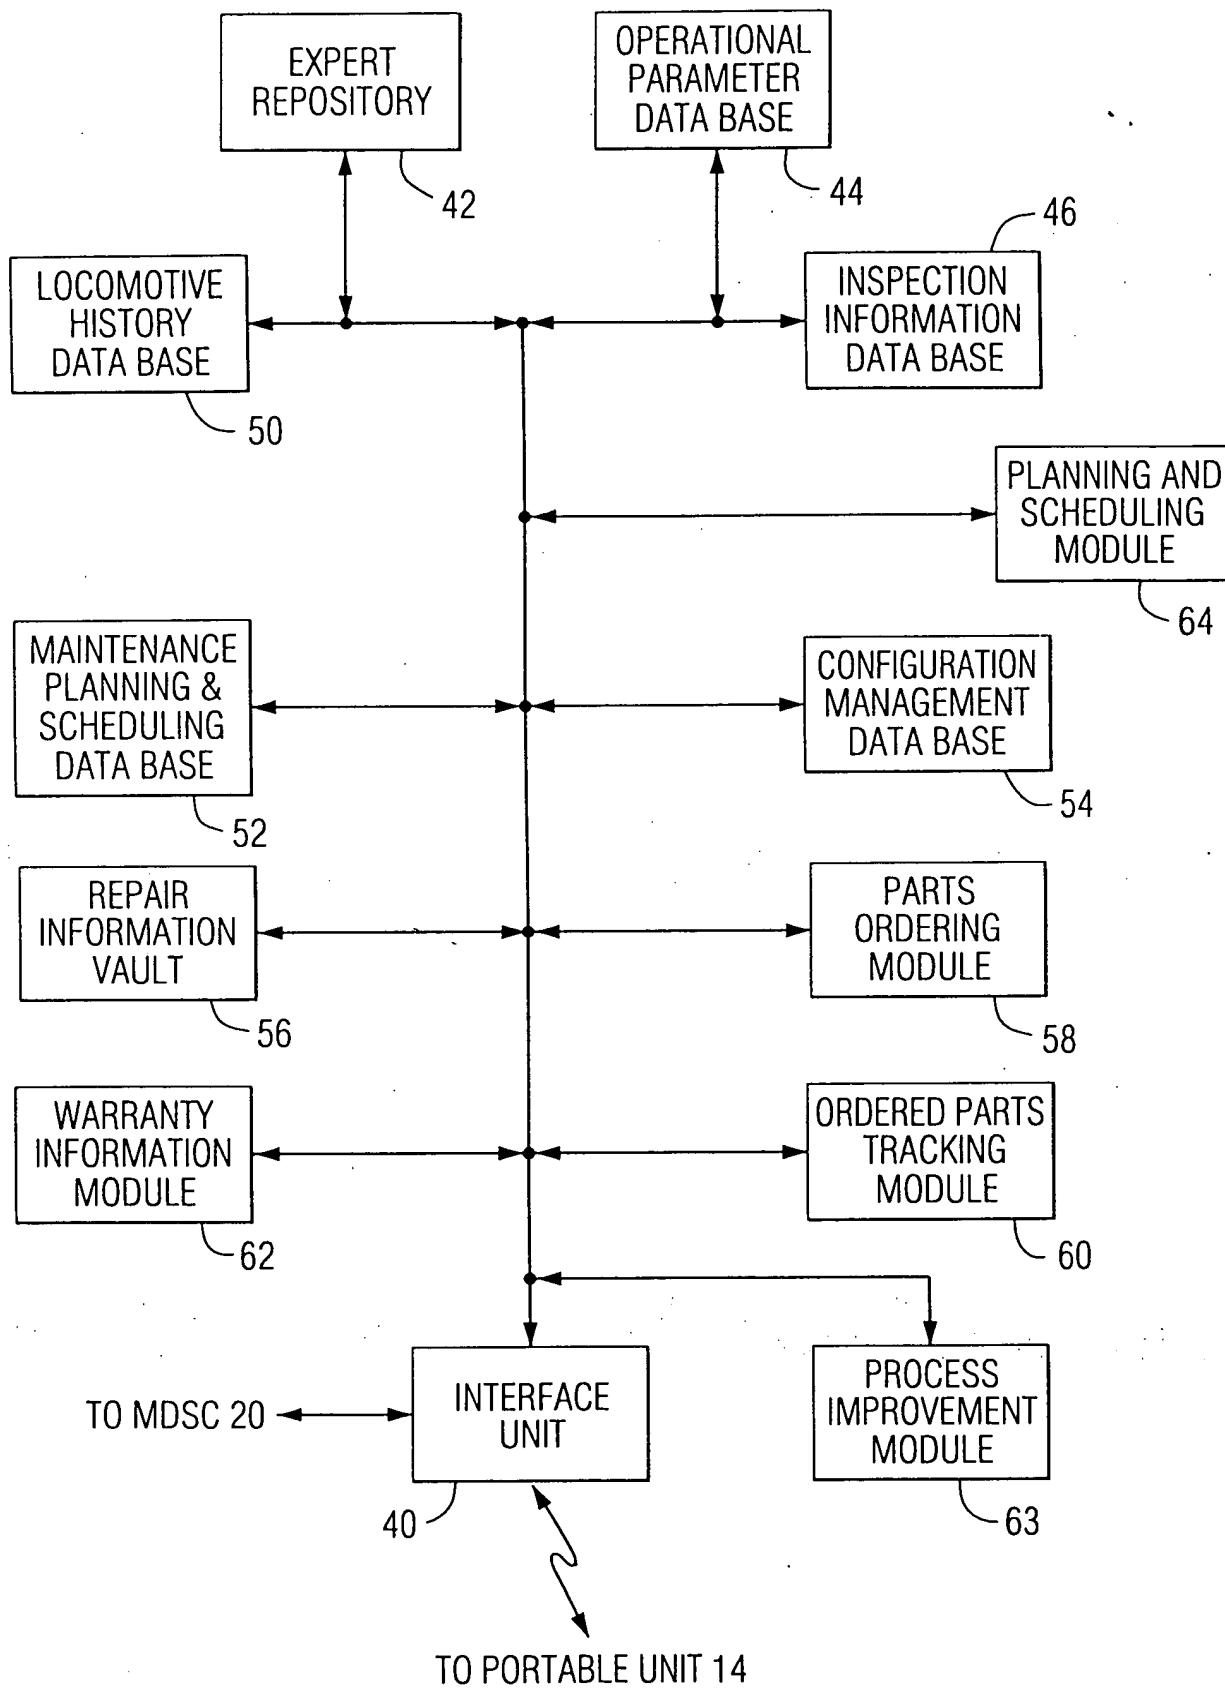 EXPERT
REPOSITORY
42
OPERATIONAL
PARAMETER
DATA BASE
44
46
LOCOMOTIVE
HISTORY
DATA BASE
50
INSPECTION
INFORMATION
DATA BASE
PLANNING AND
SCHEDULING
MODULE
64
MAINTENANCE
PLANNING &
SCHEDULING
DATA BASE
52
CONFIGURATION
MANAGEMENT
DATA BASE
54
REPAIR
INFORMATION
VAULT
56
PARTS
ORDERING
MODULE
58
WARRANTY
INFORMATION
MODULE
62
ORDERED PARTS
TRACKING
MODULE
60
TO MDSC 20
INTERFACE
UNIT
40
PROCESS
IMPROVEMENT
MODULE
63
TO PORTABLE UNIT 14